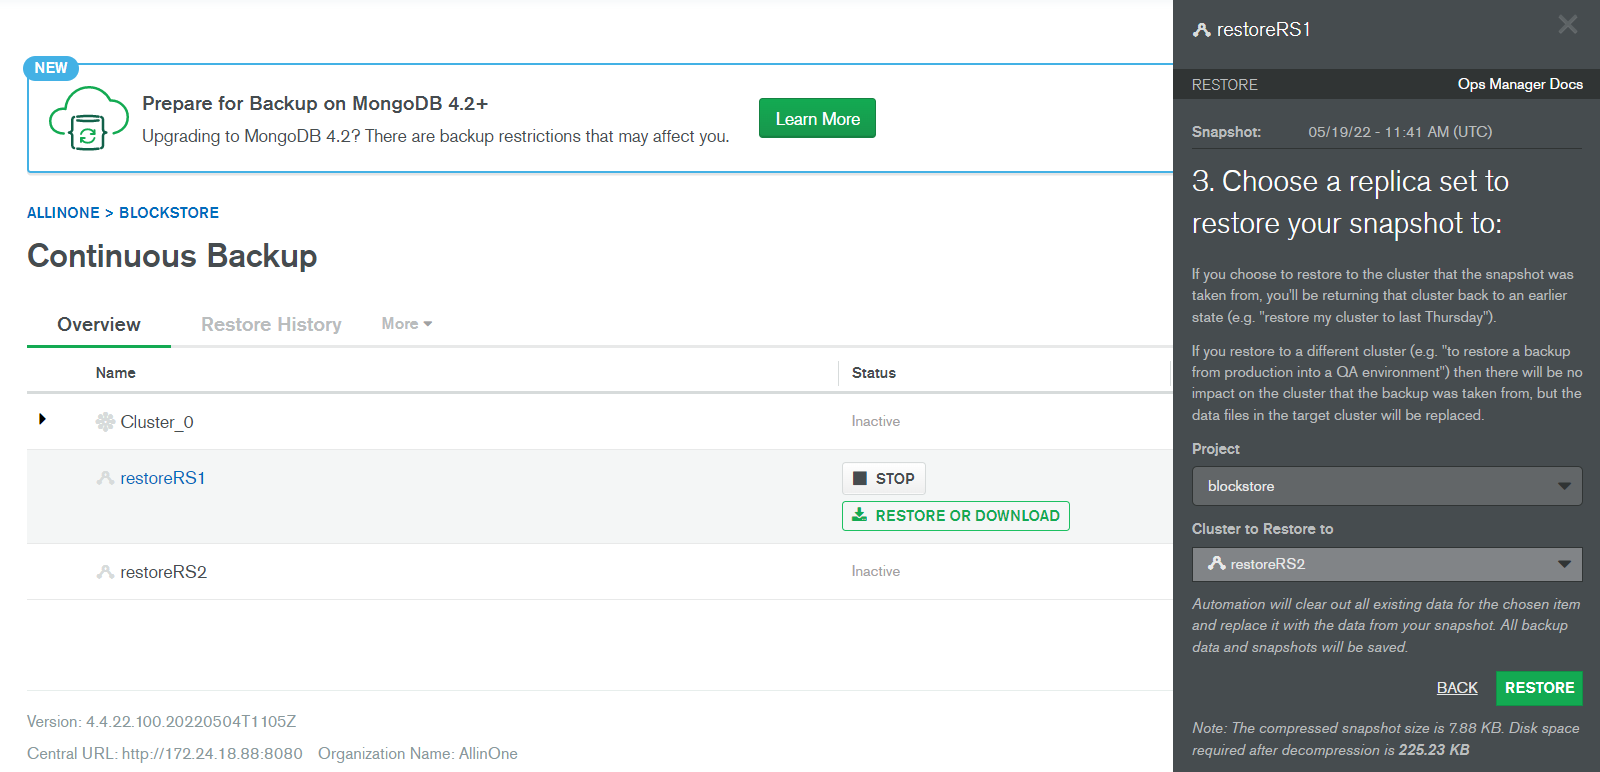 NEW
Prepare for Backup on MongoDB 4.2+
Upgrading to MongoDB 4.2? There are backup restrictions that may affect you.
Learn More
ALLINONE > BLOCKSTORE
Continuous Backup
Overview
Restore History
More
Name
Status
Cluster_0
Inactive
restoreRS1
STOP
RESTORE OR DOWNLOAD
restoreRS2
Inactive
Version: 4.4.22.100.20220504T1105Z
Central URL: http://172.24.18.88:8080 Organization Name: AllinOne
restoreRS1
RESTORE
Ops Manager Docs
Snapshot: 05/19/22 - 11:41 AM (UTC)
3. Choose a replica set to
restore your snapshot to:
If you choose to restore to the cluster that the snapshot was
taken from, you'll be returning that cluster back to an earlier
state (e.g. "restore my cluster to last Thursday").
If you restore to a different cluster (e.g. "to restore a backup
from production into a QA environment") then there will be no
impact on the cluster that the backup was taken from, but the
data files in the target cluster will be replaced.
Project
blockstore
Cluster to Restore to
restoreRS2
Automation will clear out all existing data for the chosen item
and replace it with the data from your snapshot. All backup
data and snapshots will be saved.
BACK
RESTORE
Note: The compressed snapshot size is 7.88 KB. Disk space
required after decompression is 225.23 KB